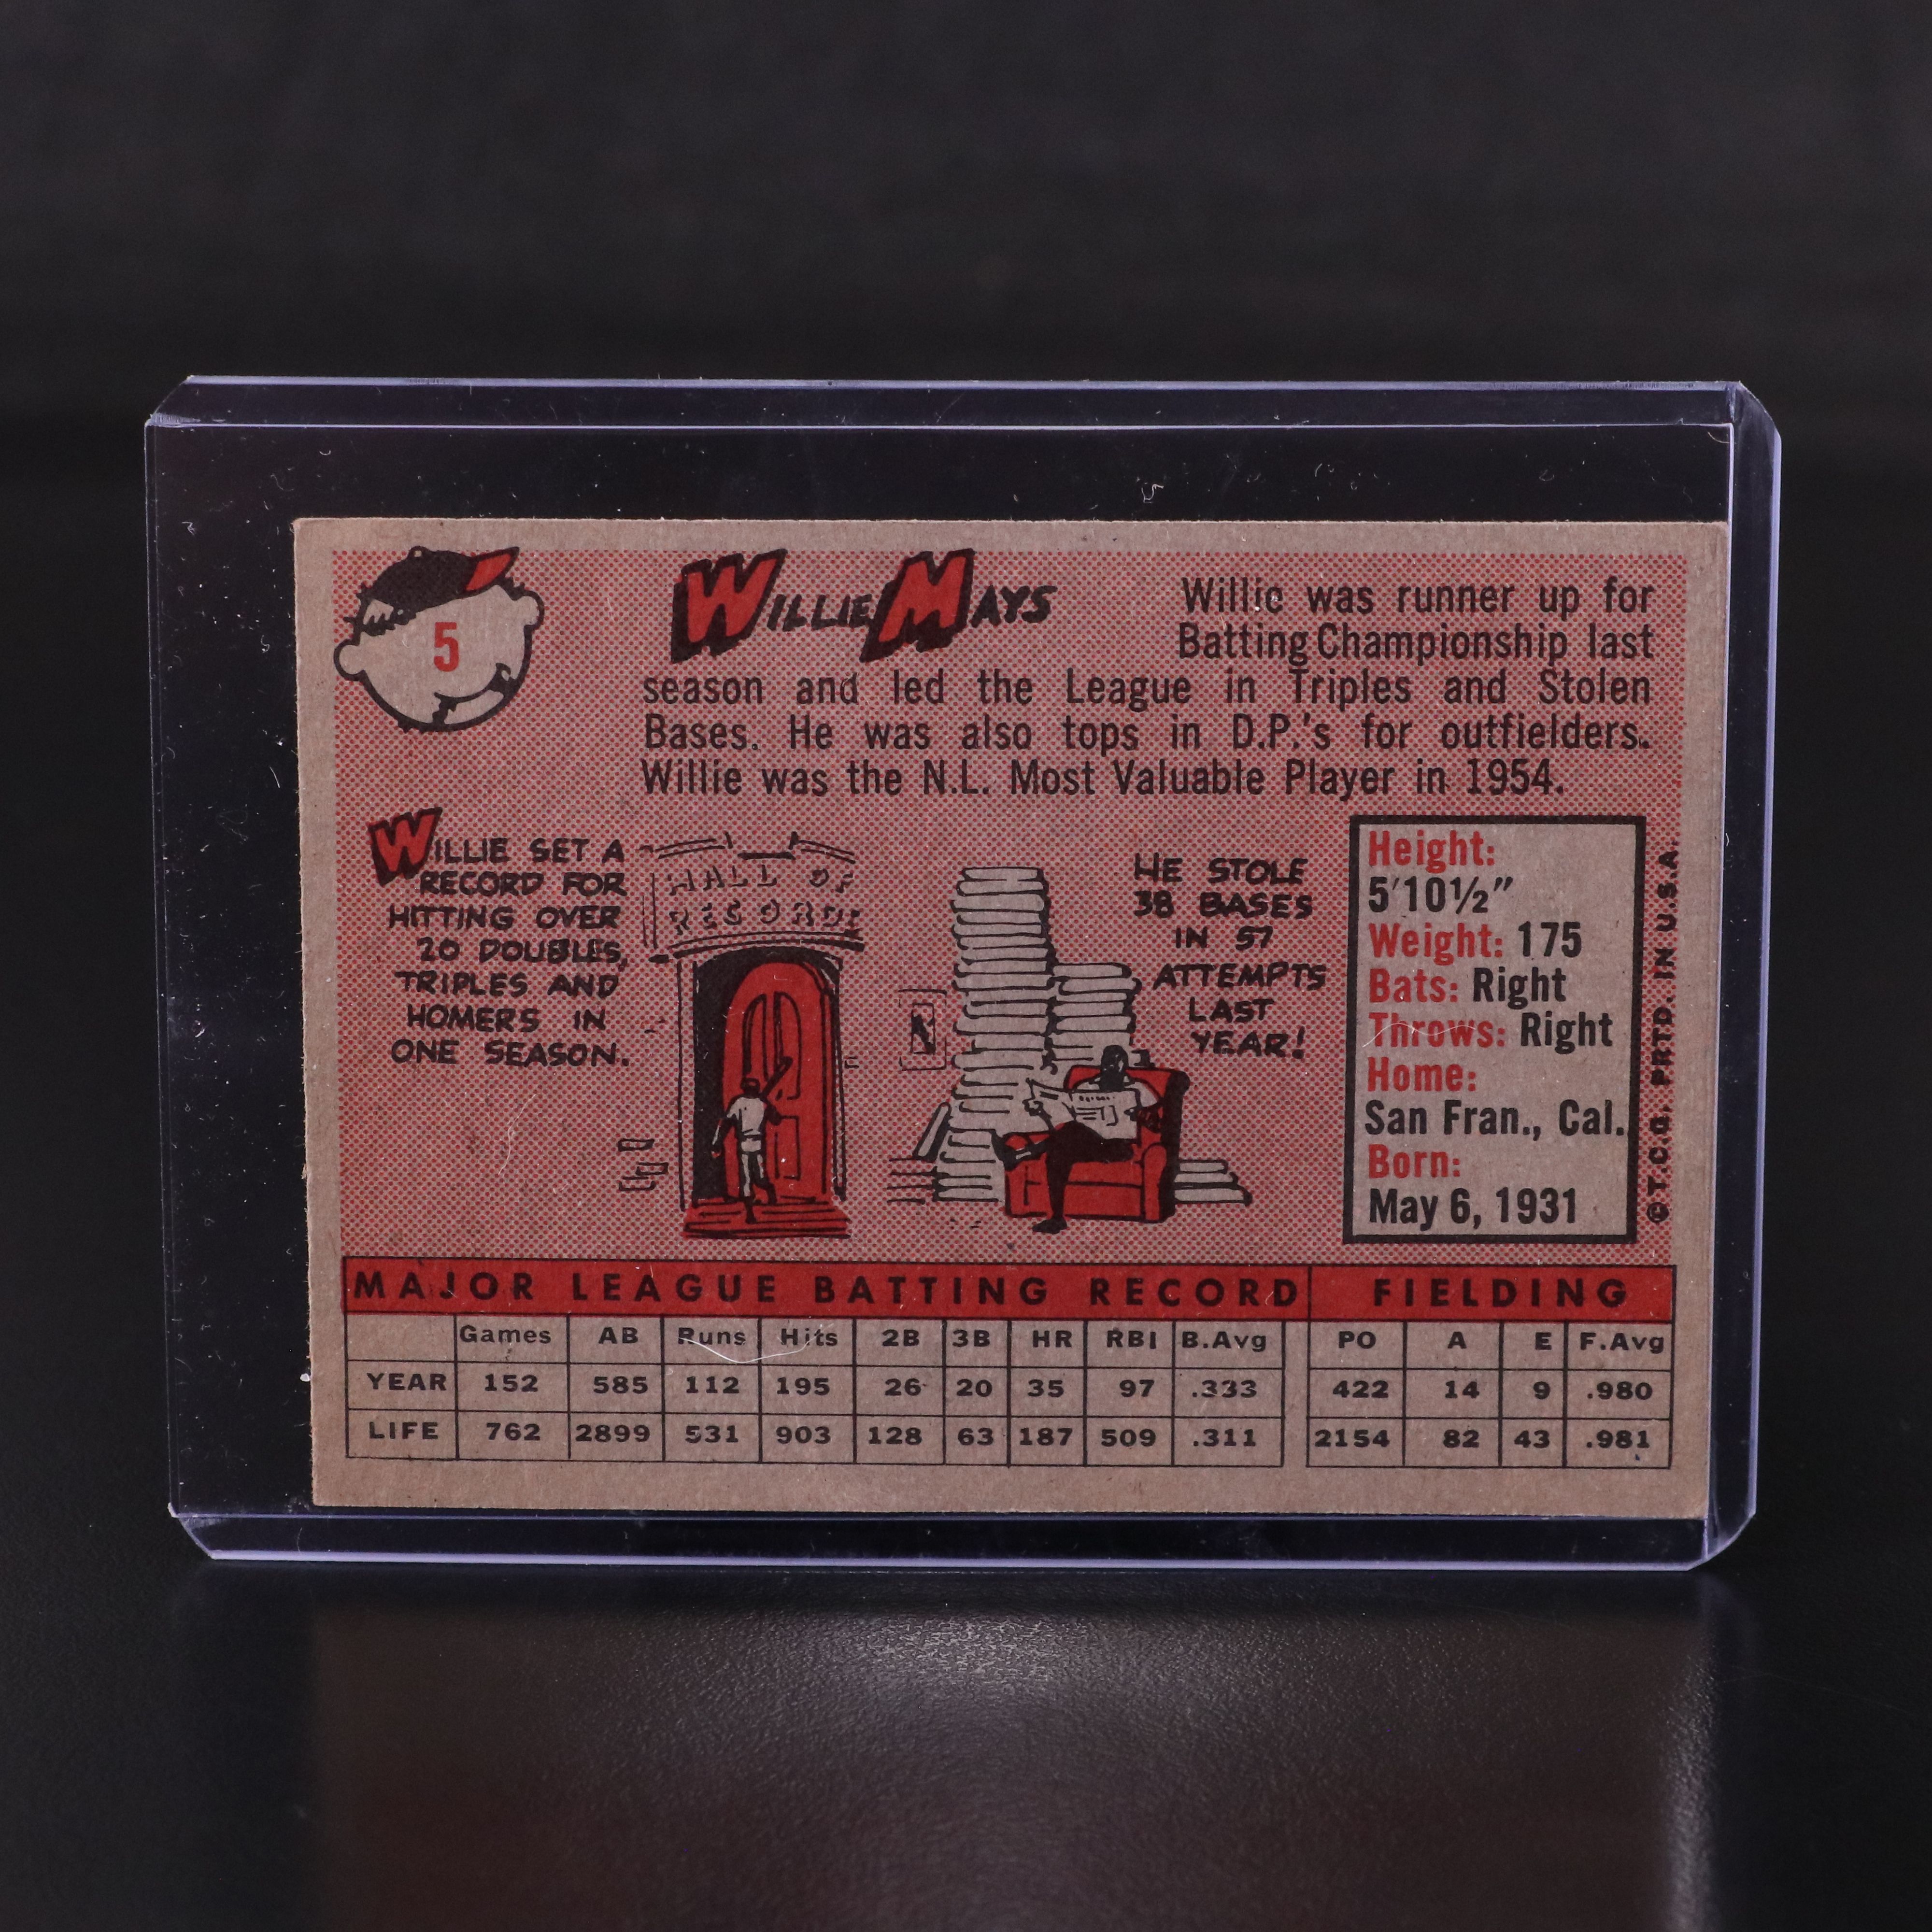 5
WILLIE MAYS
Willie was runner up for
Batting Championship last
season and led the League in Triples and Stolen
Bases. He was also tops in D.P.'s for outfielders.
Willie was the N.L. Most Valuable Player in 1954.
WILLIE SET A
RECORD FOR
HITTING OVER
20 DOUBLES,
TRIPLES AND
HOMERS IN
ONE SEASON.
HALL OF
RECORDS
HE STOLE
38 BASES
IN 57
ATTEMPTS
LAST
YEAR!
Height:
5'10½"
Weight: 175
Bats: Right
Throws: Right
Home:
San Fran., Cal.
Born:
May 6, 1931
©T.C.G. PRTD. IN U.S.A.
MAJOR LEAGUE BATTING RECORD FIELDING
Games AB Runs Hits 2B 3B HR RBI B.Avg PO A E F.Avg
YEAR 152 585 112 195 26 20 35 97 .333 422 14 9 .980
LIFE 762 2899 531 903 128 63 187 509 .311 2154 82 43 .981